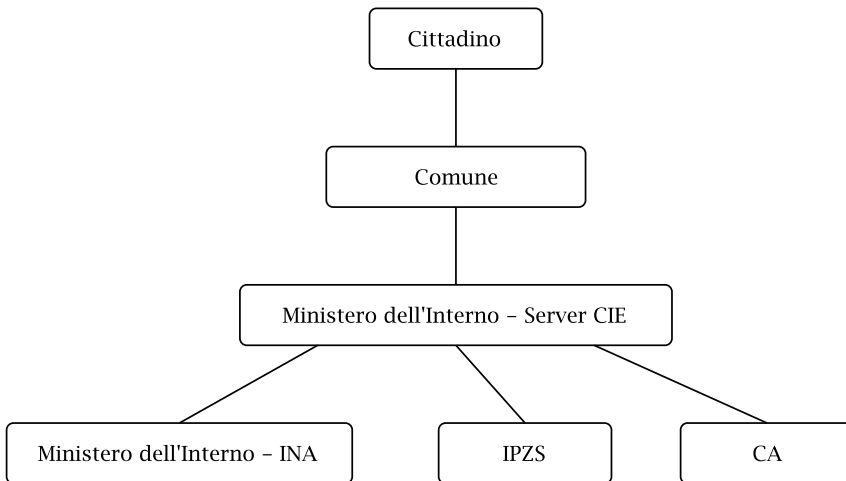 Cittadino
Comune
Ministero dell'Interno – Server CIE
Ministero dell'Interno – INA
IPZS
CA